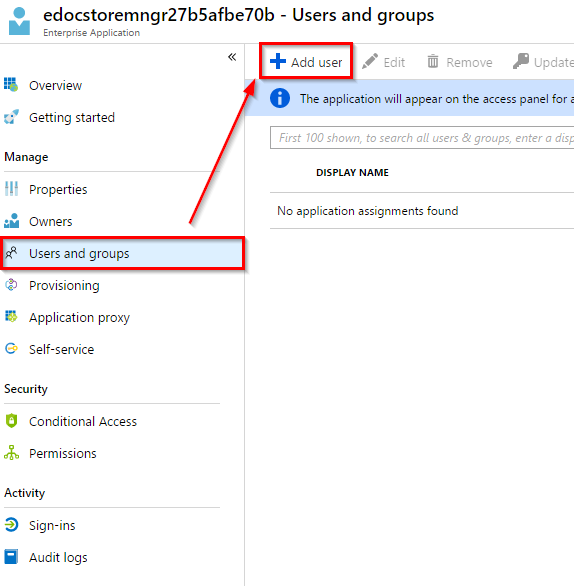 edocstoremngr27b5afbe70b - Users and groups
Enterprise Application
«
Overview
Getting started
Manage
Properties
Owners
Users and groups
Provisioning
Application proxy
Self-service
Security
Conditional Access
Permissions
Activity
Sign-ins
Audit logs
Add user Edit Remove Update
The application will appear on the access panel for a
First 100 shown, to search all users & groups, enter a disp
DISPLAY NAME
No application assignments found